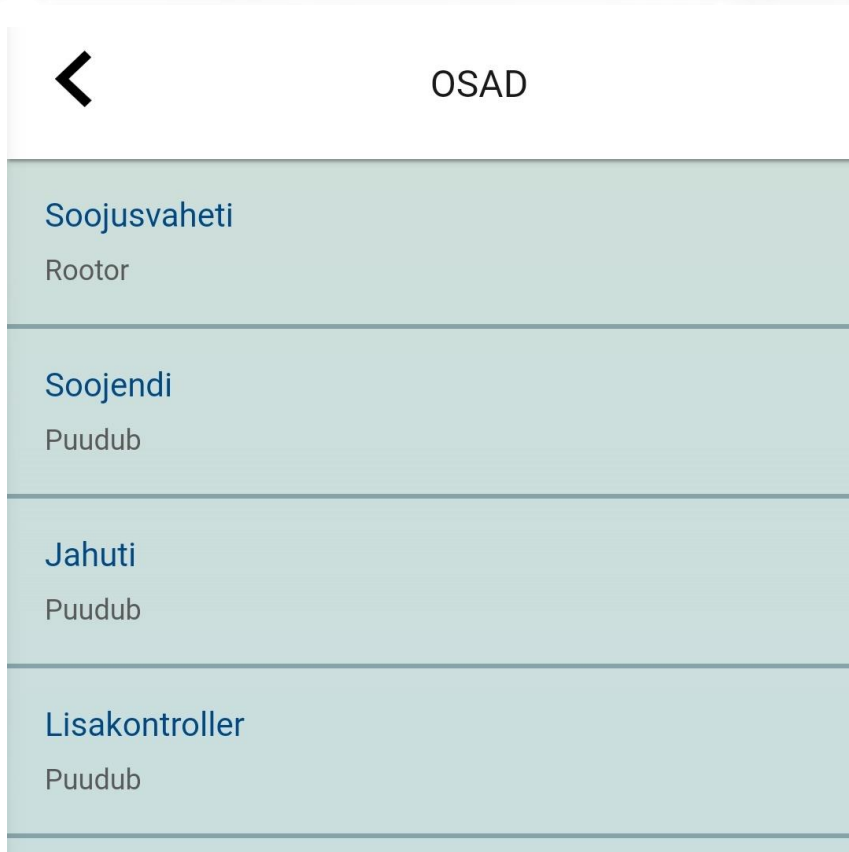 OSAD
Soojusvaheti
Rootor
Soojendi
Puudub
Jahuti
Puudub
Lisakontroller
Puudub